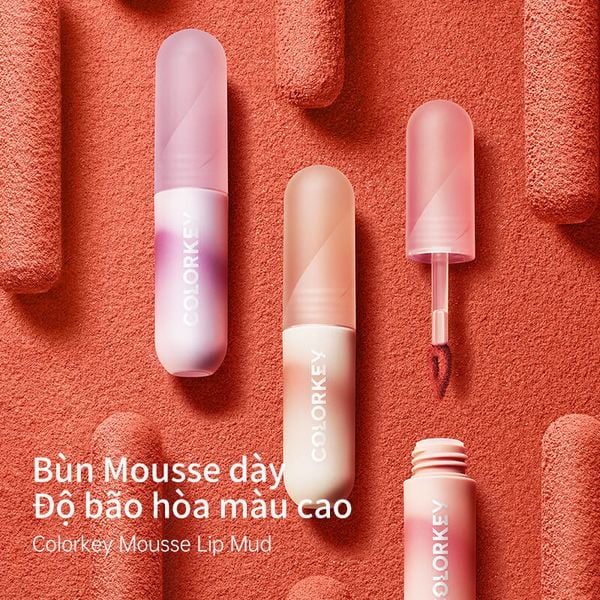 COLORKEY
COLORKEY
COLORKEY
Bùn Mousse dày
Độ bão hòa màu cao
Colorkey Mousse Lip Mud